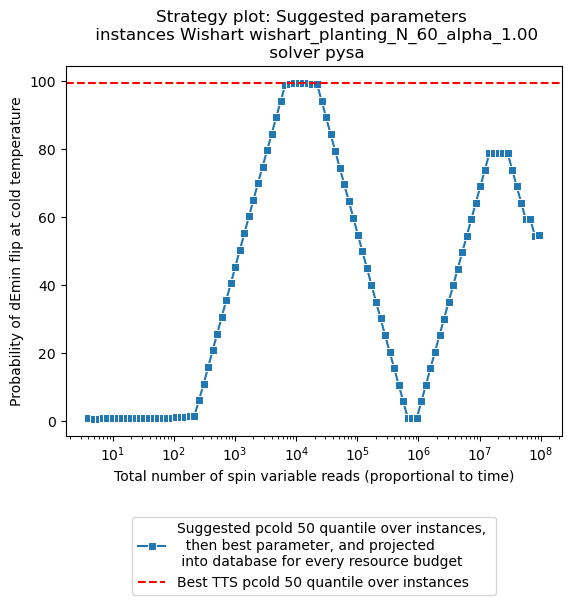 Strategy plot: Suggested parameters
instances Wishart wishart_planting_N_60_alpha_1.00
solver pysa
Probability of dEmin flip at cold temperature
100
80
60
40
20
0
10¹ 10² 10³ 10⁴ 10⁵ 10⁶ 10⁷ 10⁸
Total number of spin variable reads (proportional to time)
Suggested pcold 50 quantile over instances,
then best parameter, and projected
into database for every resource budget
Best TTS pcold 50 quantile over instances